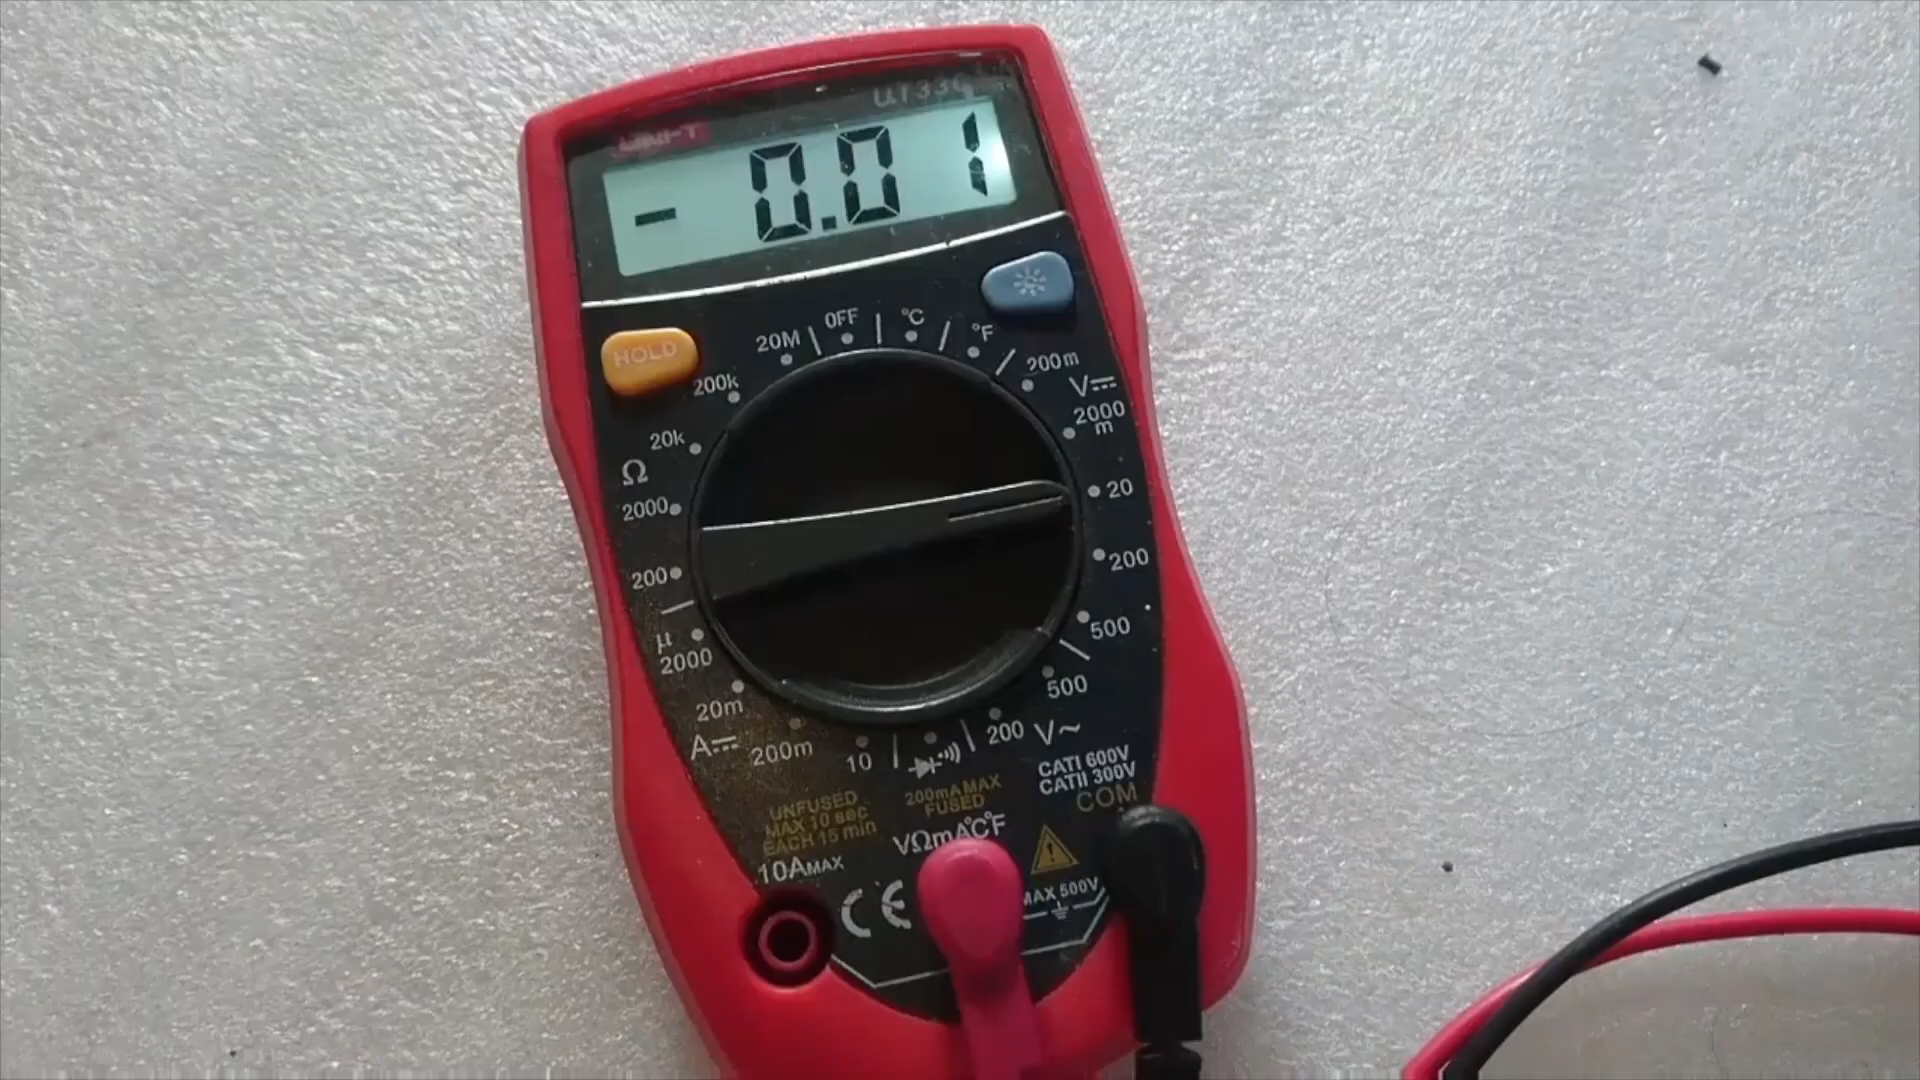 UNI-T
UT33C
- 0.01
HOLD
20M
OFF
°C
°F
200m
V⎓
200k
2000
m
20k
Ω
20
2000
200
200
500
μ
2000
500
20m
A⎓
200m
10
200
V~
UNFUSED
MAX 10 sec
EACH 15 min
200mA MAX
FUSED
CATI 600V
CATII 300V
COM
VΩmA°C°F
10AMAX
CE
MAX 500V